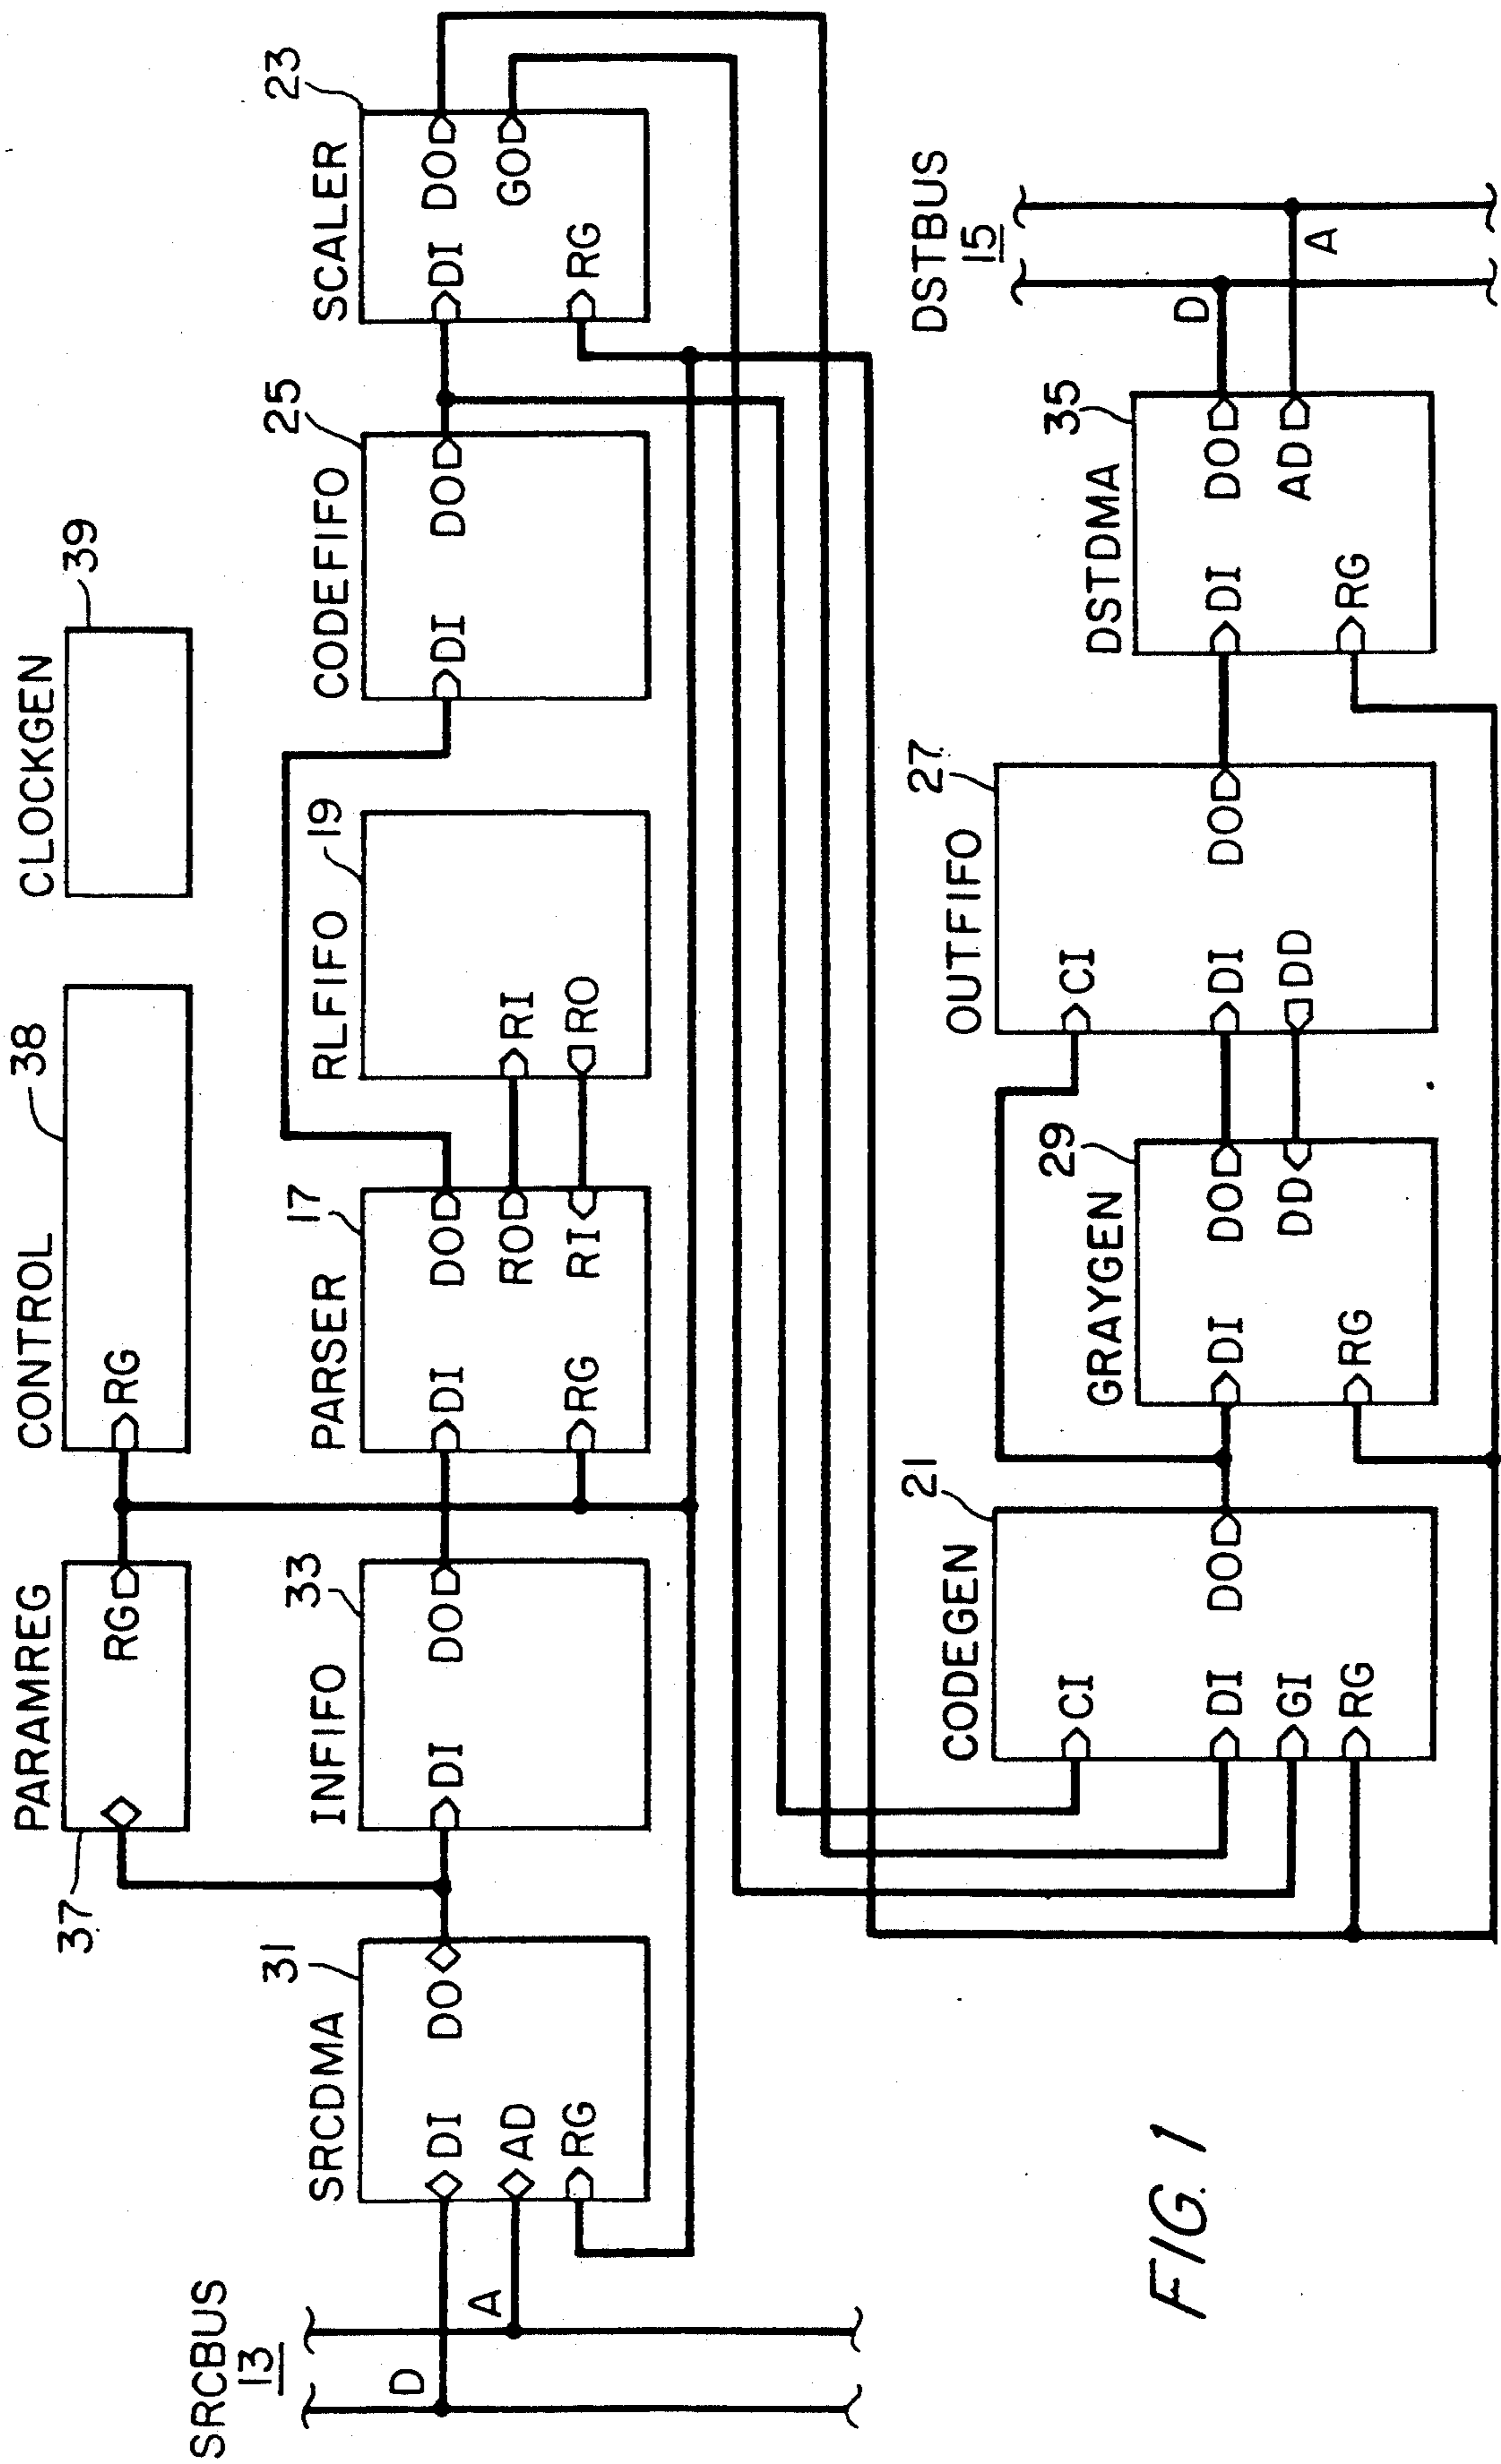 PARAMREG
37
RG
CONTROL
38
RG
CLOCKGEN
39
SRCBUS
13
D
A
SRCDMA
31
DI
DO
AD
RG
INFIFO
33
DI
DO
PARSER
17
DI
DO
RO
RG
RI
RLFIFO
19
RI
RO
CODEFIFO
25
DI
DO
SCALER
23
DI
DO
GO
RG
CODEGEN
21
CI
DI
DO
GI
RG
GRAYGEN
29
DI
DO
DD
RG
OUTFIFO
27
CI
DI
DO
DD
DSTDMA
35
DI
DO
AD
RG
DSTBUS
15
D
A
FIG. 1